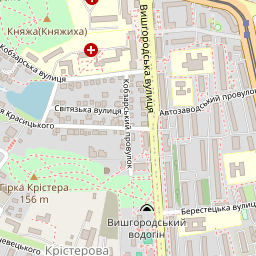 Княжа(Княжиха)
Кобзарська вулиця
Вишгородська вулиця
Світязька вулиця
Кобзарський провулок
Автозаводський провулок
Красицького
Гірка Крістера
156 m
Берестецька вулиця
Вишгородський
водогін
Крістерова